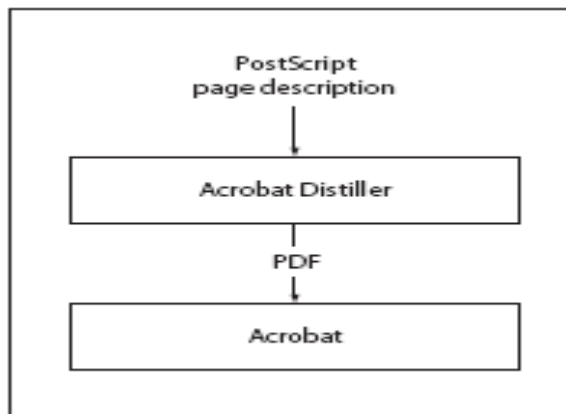 PostScript
page description
Acrobat Distiller
PDF
Acrobat